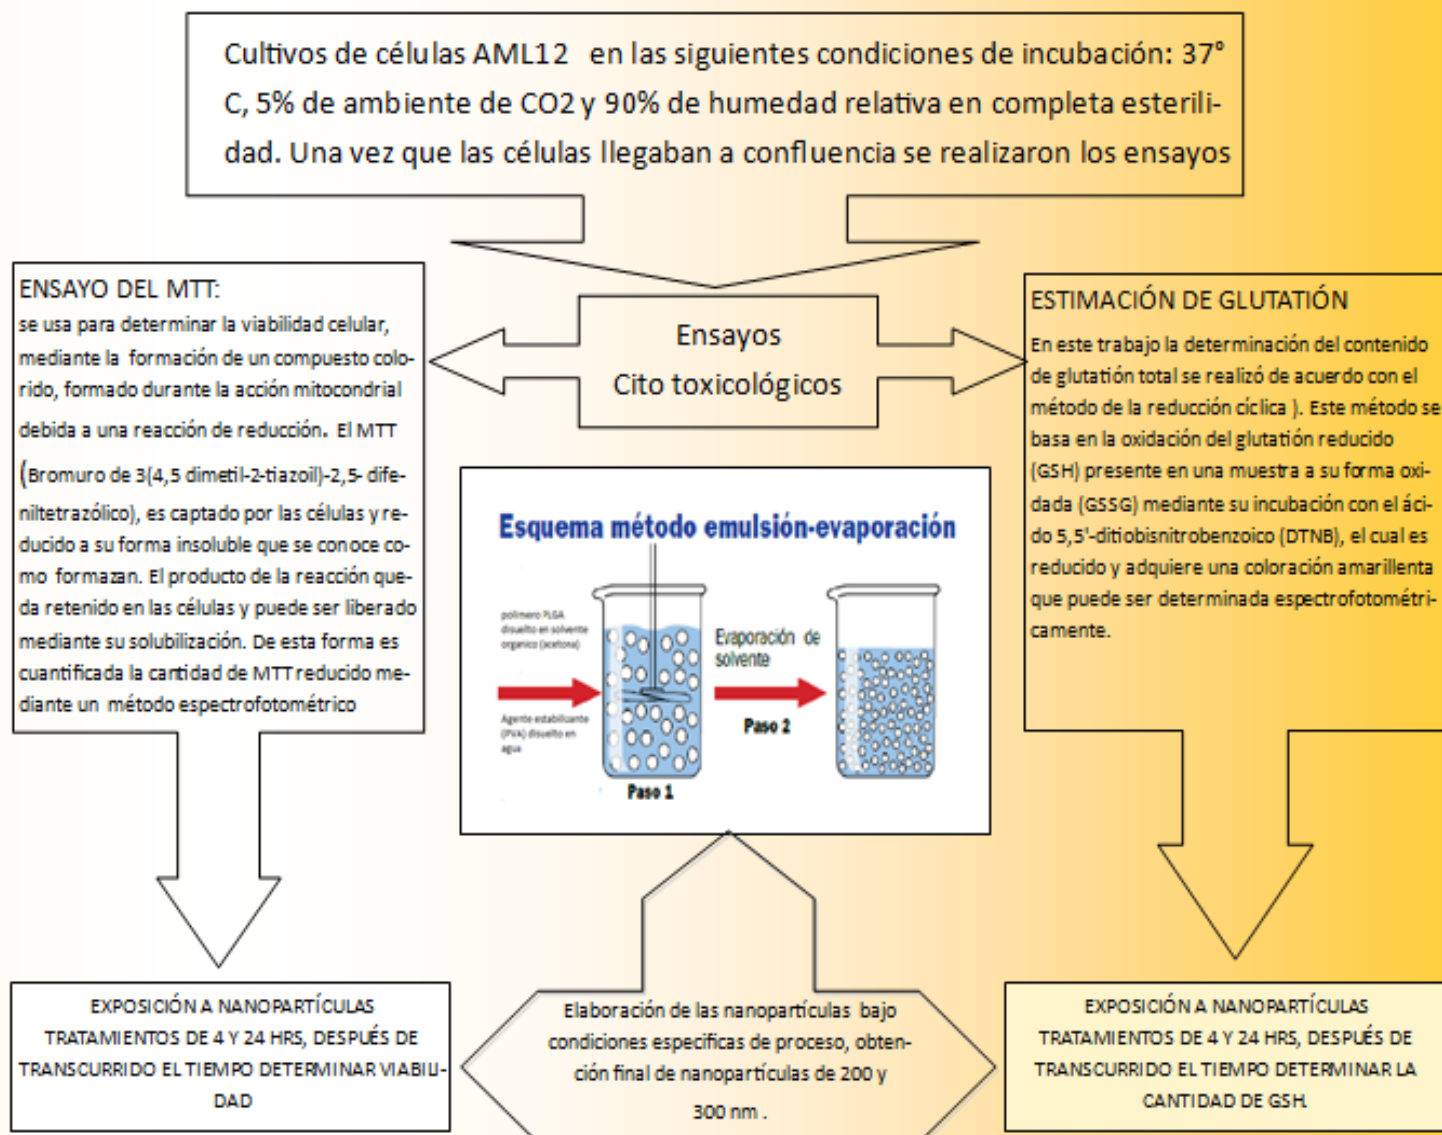 Cultivos de células AML12 en las siguientes condiciones de incubación: 37°
C, 5% de ambiente de CO2 y 90% de humedad relativa en completa esterili-
dad. Una vez que las células llegaban a confluencia se realizaron los ensayos
ENSAYO DEL MTT:
se usa para determinar la viabilidad celular,
mediante la formación de un compuesto colo-
rido, formado durante la acción mitocondrial
debida a una reacción de reducción. El MTT
(Bromuro de 3(4,5 dimetil-2-tiazoil)-2,5- dife-
niltetrazólico), es captado por las células y re-
ducido a su forma insoluble que se conoce co-
mo formazan. El producto de la reacción que-
da retenido en las células y puede ser liberado
mediante su solubilización. De esta forma es
cuantificada la cantidad de MTT reducido me-
diante un método espectrofotométrico
Ensayos
Cito toxicológicos
ESTIMACIÓN DE GLUTATIÓN
En este trabajo la determinación del contenido
de glutatión total se realizó de acuerdo con el
método de la reducción cíclica ). Este método se
basa en la oxidación del glutatión reducido
(GSH) presente en una muestra a su forma oxi-
dada (GSSG) mediante su incubación con el áci-
do 5,5'-ditiobisnitrobenzoico (DTNB), el cual es
reducido y adquiere una coloración amarillenta
que puede ser determinada espectrofotométri-
camente.
Esquema método emulsión-evaporación
polimero PLGA
disuelto en solvente
organico (acetona)
Agente estabilizante
(PVA) disuelto en
agua
Paso 1
Evaporación de
solvente
Paso 2
EXPOSICIÓN A NANOPARTÍCULAS
TRATAMIENTOS DE 4 Y 24 HRS, DESPUÉS DE
TRANSCURRIDO EL TIEMPO DETERMINAR VIABILI-
DAD
Elaboración de las nanopartículas bajo
condiciones especificas de proceso, obten-
ción final de nanopartículas de 200 y
300 nm .
EXPOSICIÓN A NANOPARTÍCULAS
TRATAMIENTOS DE 4 Y 24 HRS, DESPUÉS DE
TRANSCURRIDO EL TIEMPO DETERMINAR LA
CANTIDAD DE GSH.